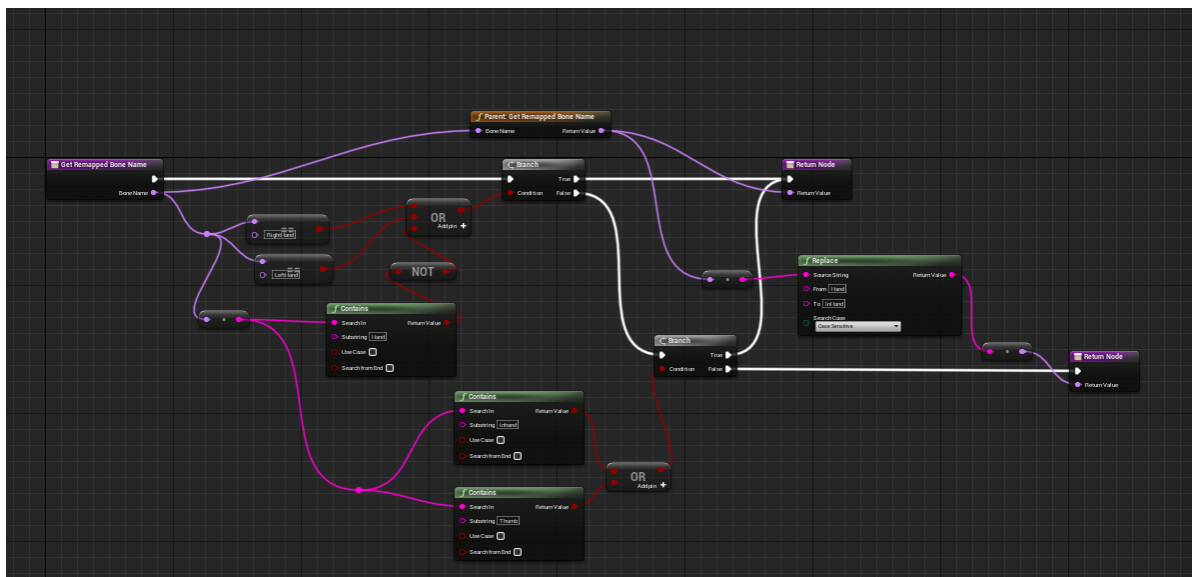 Parent: Get Remapped Bone Name
Bone Name
Return Value
Get Remapped Bone Name
Bone Name
Branch
True
Condition
False
Return Node
Return Value
==
RightHand
OR
Add pin +
==
LeftHand
NOT
Contains
Search In
Return Value
Substring
Hand
Use Case
Search from End
Replace
Source String
Return Value
From
Hand
To
InHand
Search Case
Case Sensitive
Branch
True
Condition
False
Return Node
Return Value
Contains
Search In
Return Value
Substring
Inhand
Use Case
Search from End
OR
Add pin +
Contains
Search In
Return Value
Substring
Thumb
Use Case
Search from End